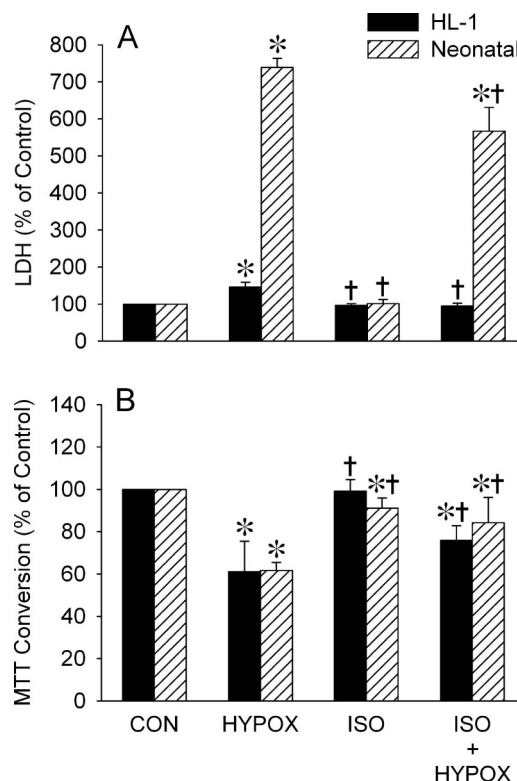 A
HL-1
Neonatal
LDH (% of Control)
800
700
600
500
400
300
200
100
0
*
*
†
†
†
*†
B
MTT Conversion (% of Control)
140
120
100
80
60
40
20
0
*
*
†
*†
*†
*†
CON
HYPOX
ISO
ISO
+
HYPOX